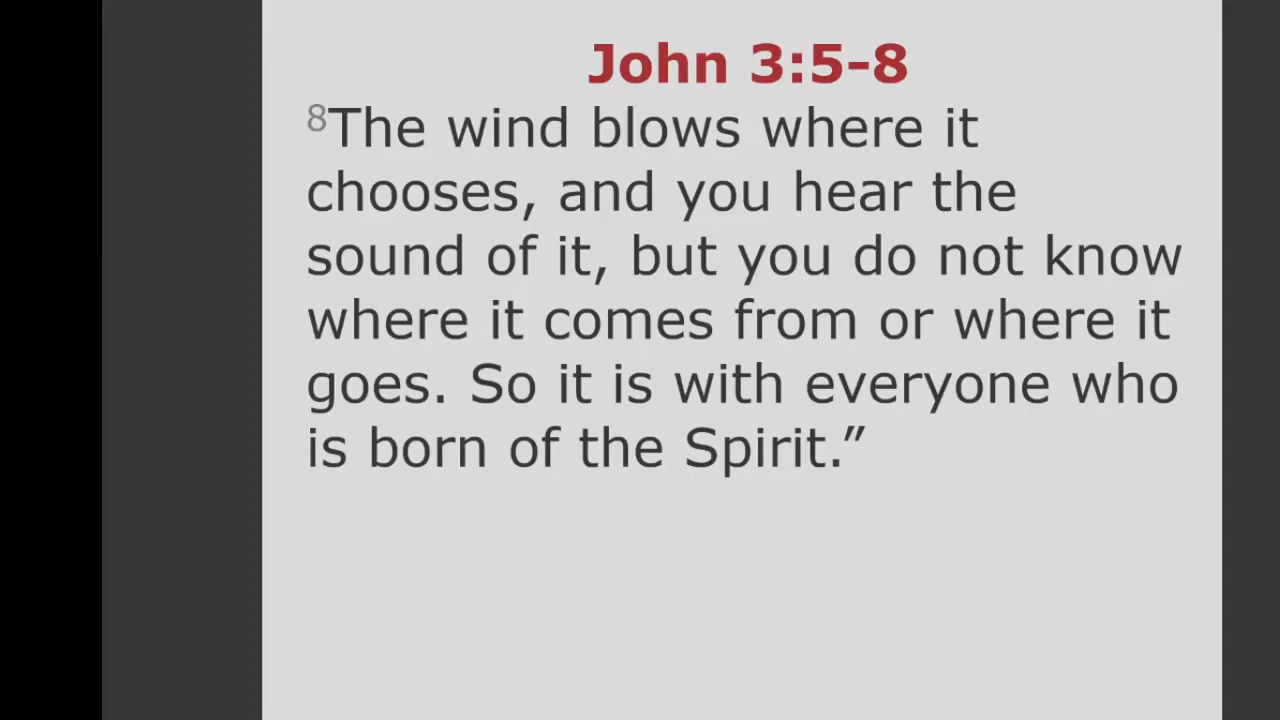 John 3:5-8
8The wind blows where it
chooses, and you hear the
sound of it, but you do not know
where it comes from or where it
goes. So it is with everyone who
is born of the Spirit.”